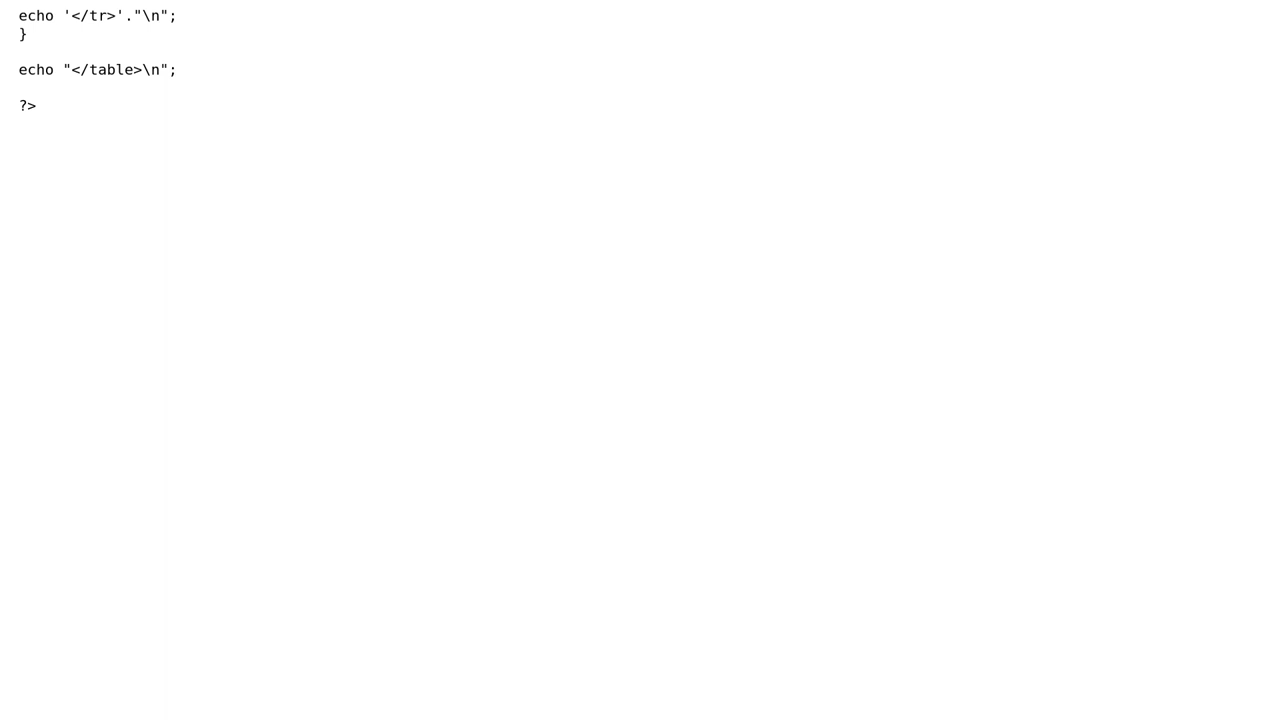 echo '</tr>'."\n";
}
echo "</table>\n";
?>